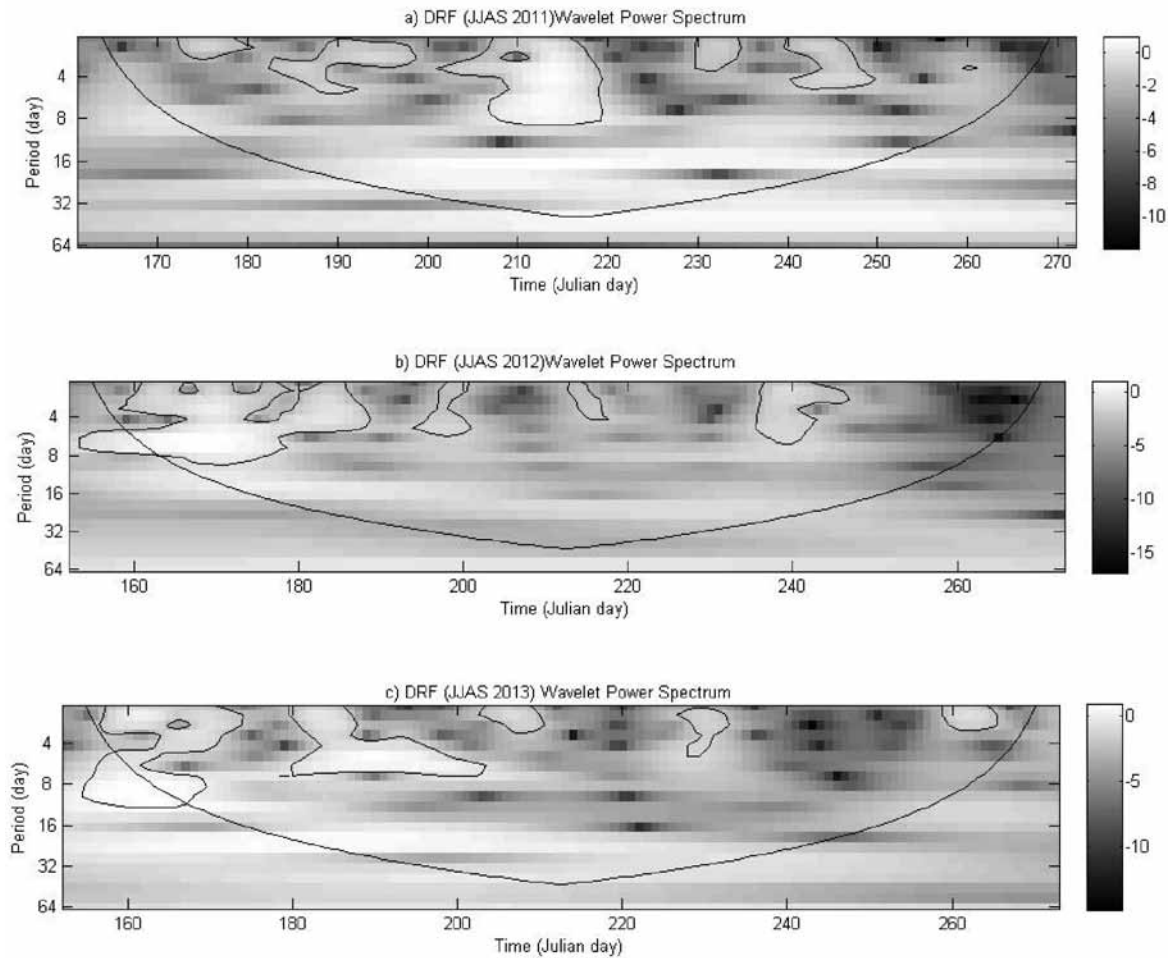 a) DRF (JJAS 2011)Wavelet Power Spectrum
Period (day)
4
8
16
32
64
170 180 190 200 210 220 230 240 250 260 270
Time (Julian day)
0
-2
-4
-6
-8
-10
b) DRF (JJAS 2012)Wavelet Power Spectrum
Period (day)
4
8
16
32
64
160 180 200 220 240 260
Time (Julian day)
0
-5
-10
-15
c) DRF (JJAS 2013) Wavelet Power Spectrum
Period (day)
4
8
16
32
64
160 180 200 220 240 260
Time (Julian day)
0
-5
-10